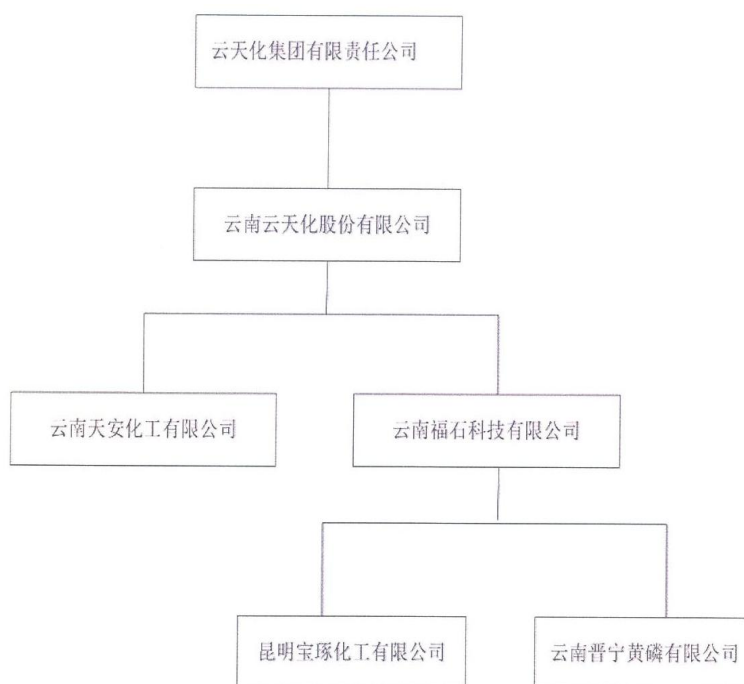 云天化集团有限责任公司
云南云天化股份有限公司
云南天安化工有限公司
云南福石科技有限公司
昆明宝琢化工有限公司
云南晋宁黄磷有限公司